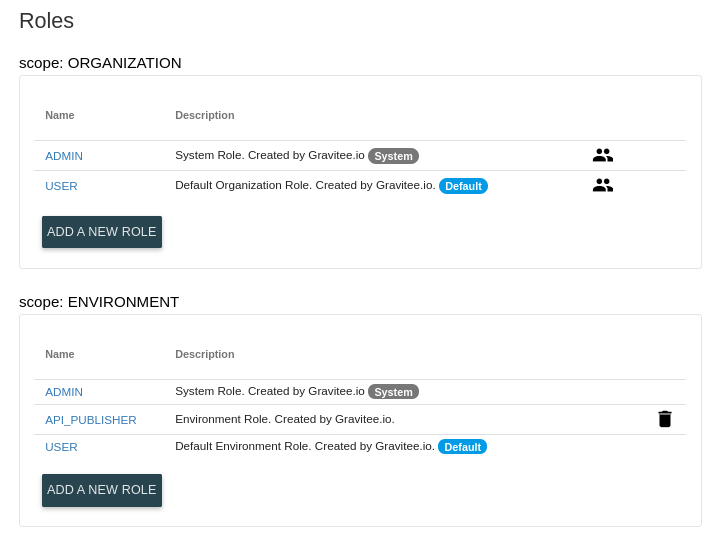 Roles
scope: ORGANIZATION
Name Description
ADMIN System Role. Created by Gravitee.io System
USER Default Organization Role. Created by Gravitee.io. Default
ADD A NEW ROLE
scope: ENVIRONMENT
Name Description
ADMIN System Role. Created by Gravitee.io System
API_PUBLISHER Environment Role. Created by Gravitee.io.
USER Default Environment Role. Created by Gravitee.io. Default
ADD A NEW ROLE